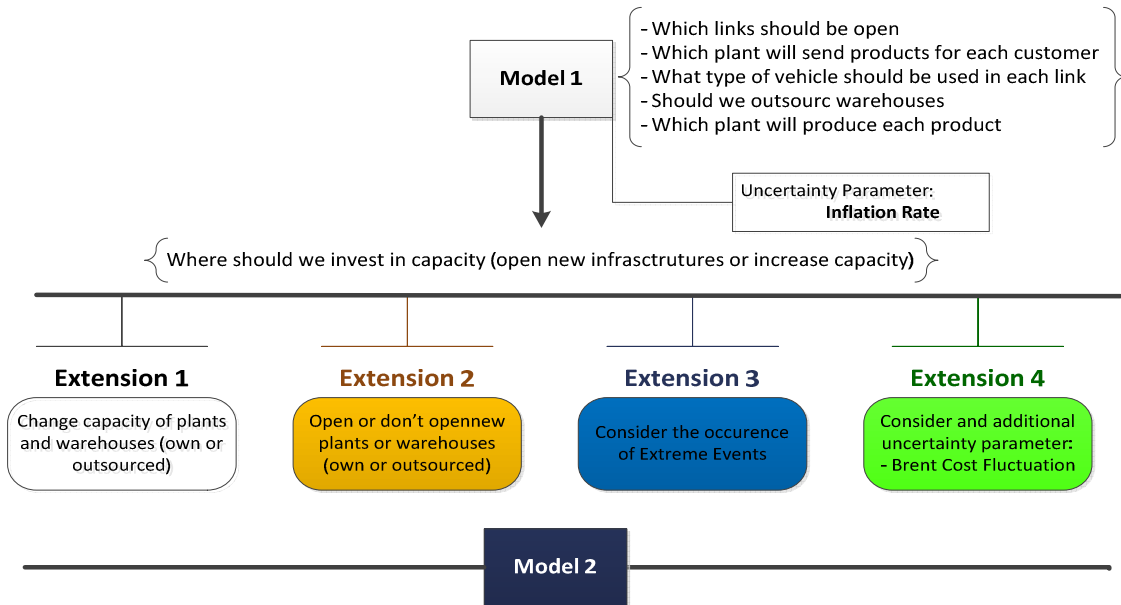 Model 1
- Which links should be open
- Which plant will send products for each customer
- What type of vehicle should be used in each link
- Should we outsourc warehouses
- Which plant will produce each product
Uncertainty Parameter:
Inflation Rate
Where should we invest in capacity (open new infrasctrutures or increase capacity)
Extension 1
Change capacity of plants
and warehouses (own or
outsourced)
Extension 2
Open or don’t opennew
plants or warehouses
(own or outsourced)
Extension 3
Consider the occurence
of Extreme Events
Extension 4
Consider and additional
uncertainty parameter:
- Brent Cost Fluctuation
Model 2